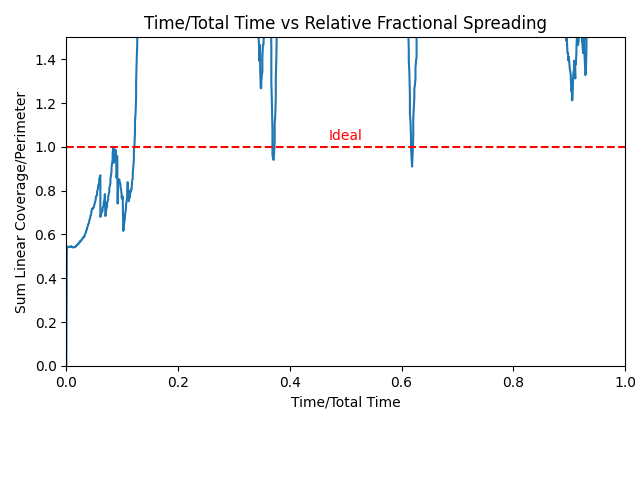 Time/Total Time vs Relative Fractional Spreading
Sum Linear Coverage/Perimeter
1.4
1.2
1.0
0.8
0.6
0.4
0.2
0.0
Ideal
0.0 0.2 0.4 0.6 0.8 1.0
Time/Total Time